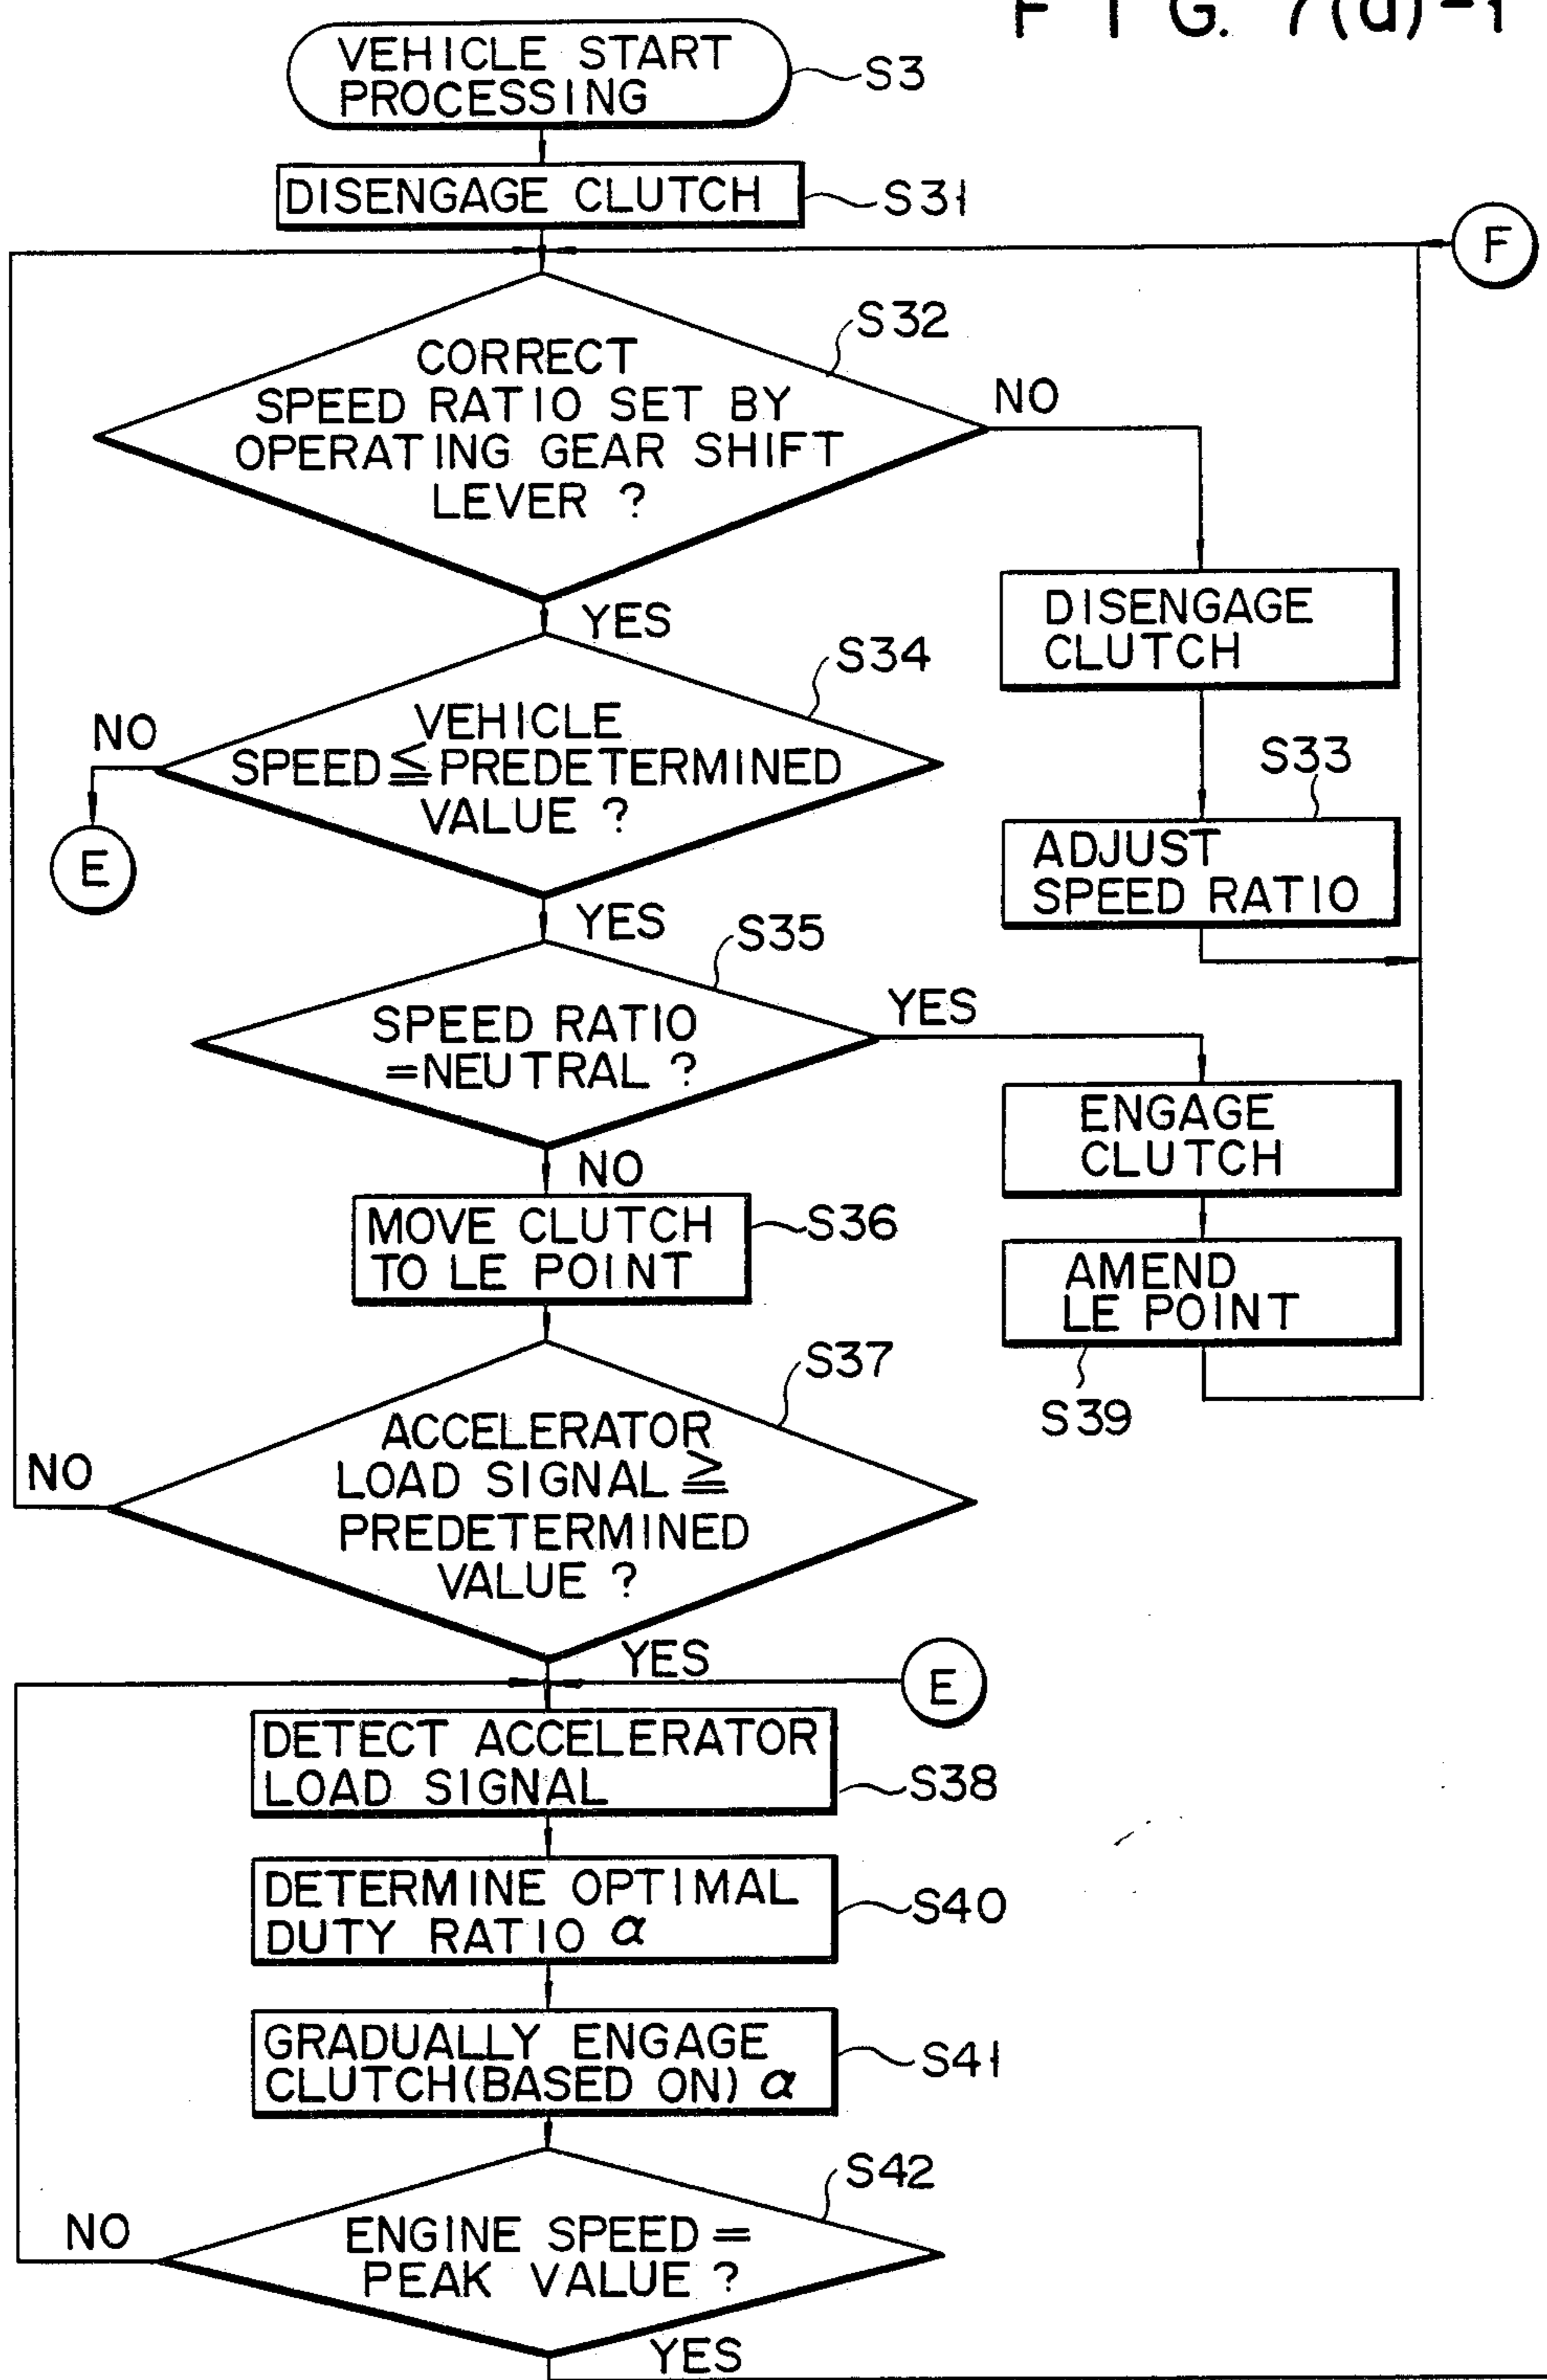 FIG. 7(d)-1
VEHICLE START
PROCESSING
S3
DISENGAGE CLUTCH
S31
F
S32
CORRECT
SPEED RATIO SET BY
OPERATING GEAR SHIFT
LEVER ?
NO
YES
DISENGAGE
CLUTCH
S34
VEHICLE
SPEED≦PREDETERMINED
VALUE ?
NO
E
S33
ADJUST
SPEED RATIO
YES
S35
SPEED RATIO
=NEUTRAL ?
YES
ENGAGE
CLUTCH
NO
MOVE CLUTCH
TO LE POINT
S36
AMEND
LE POINT
S39
S37
ACCELERATOR
LOAD SIGNAL≧
PREDETERMINED
VALUE ?
NO
YES
E
DETECT ACCELERATOR
LOAD SIGNAL
S38
DETERMINE OPTIMAL
DUTY RATIO α
S40
GRADUALLY ENGAGE
CLUTCH(BASED ON) α
S41
S42
ENGINE SPEED=
PEAK VALUE ?
NO
YES